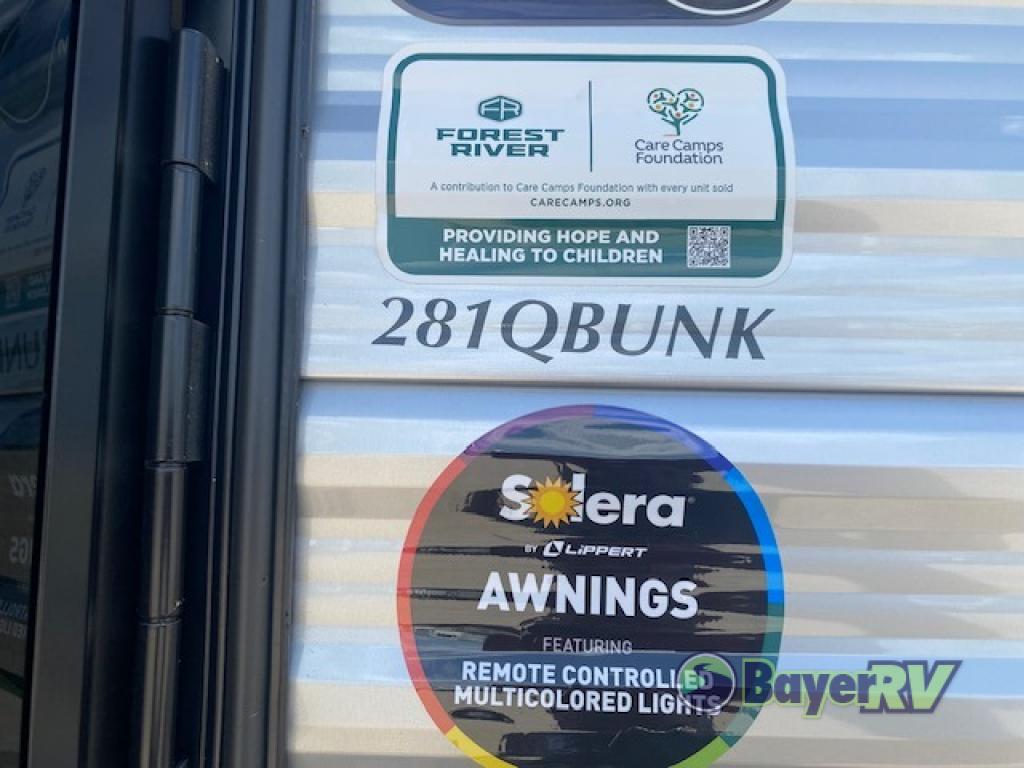 FR
FOREST
RIVER
Care Camps
Foundation
A contribution to Care Camps Foundation with every unit sold
CARECAMPS.ORG
PROVIDING HOPE AND
HEALING TO CHILDREN
281QBUNK
Solera
BY LIPPERT
AWNINGS
FEATURING
REMOTE CONTROLLED
MULTICOLORED LIGHTS
BayerRV